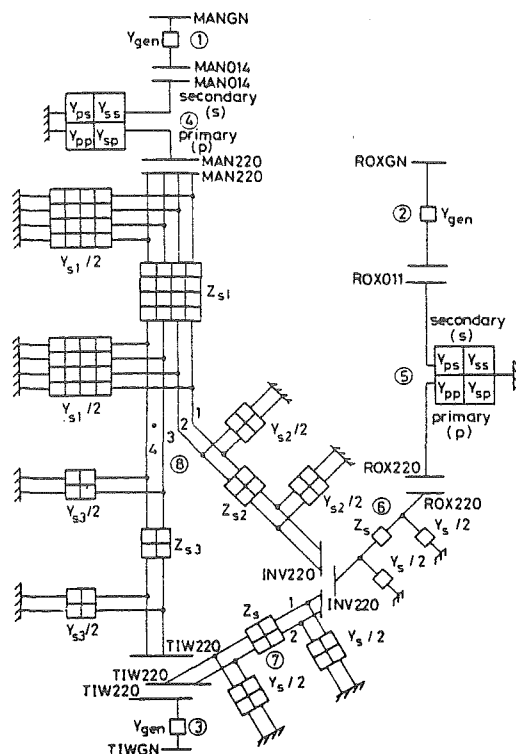 MANGN
Ygen
1
MAN014
MAN014
secondary
(s)
Yps Yss
Ypp Ysp
4
primary
(p)
MAN220
MAN220
Ys1/2
Zs1
Ys1/2
1
2
3
4
8
Ys2/2
Zs2
Ys2/2
Ys3/2
Zs3
Ys3/2
INV220
INV220
TIW220
TIW220
Zs
1
2
7
Ys/2
Ys/2
Ygen
3
TIWGN
ROXGN
2
Ygen
ROX011
secondary
(s)
5
Yps Yss
Ypp Ysp
primary
(p)
ROX220
ROX220
6
Zs
Ys/2
Ys/2